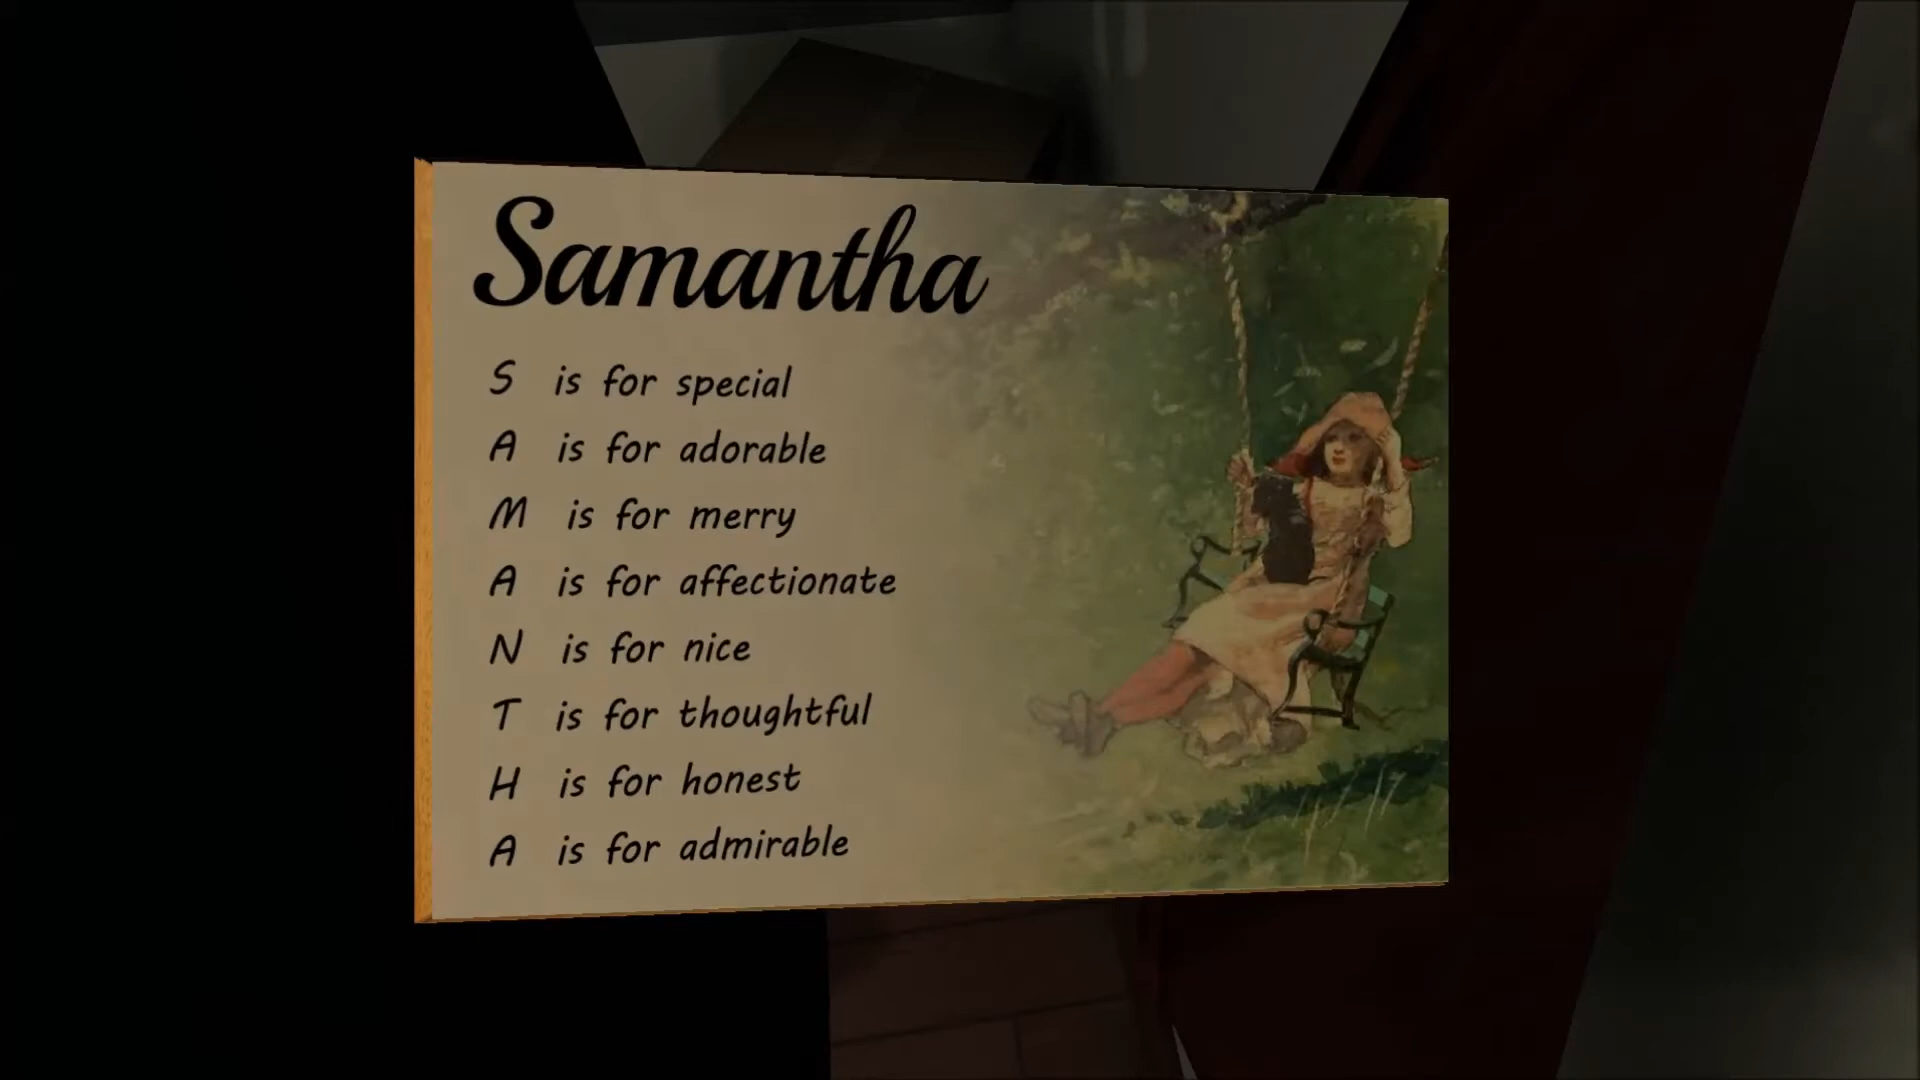 Samantha
S is for special
A is for adorable
M is for merry
A is for affectionate
N is for nice
T is for thoughtful
H is for honest
A is for admirable